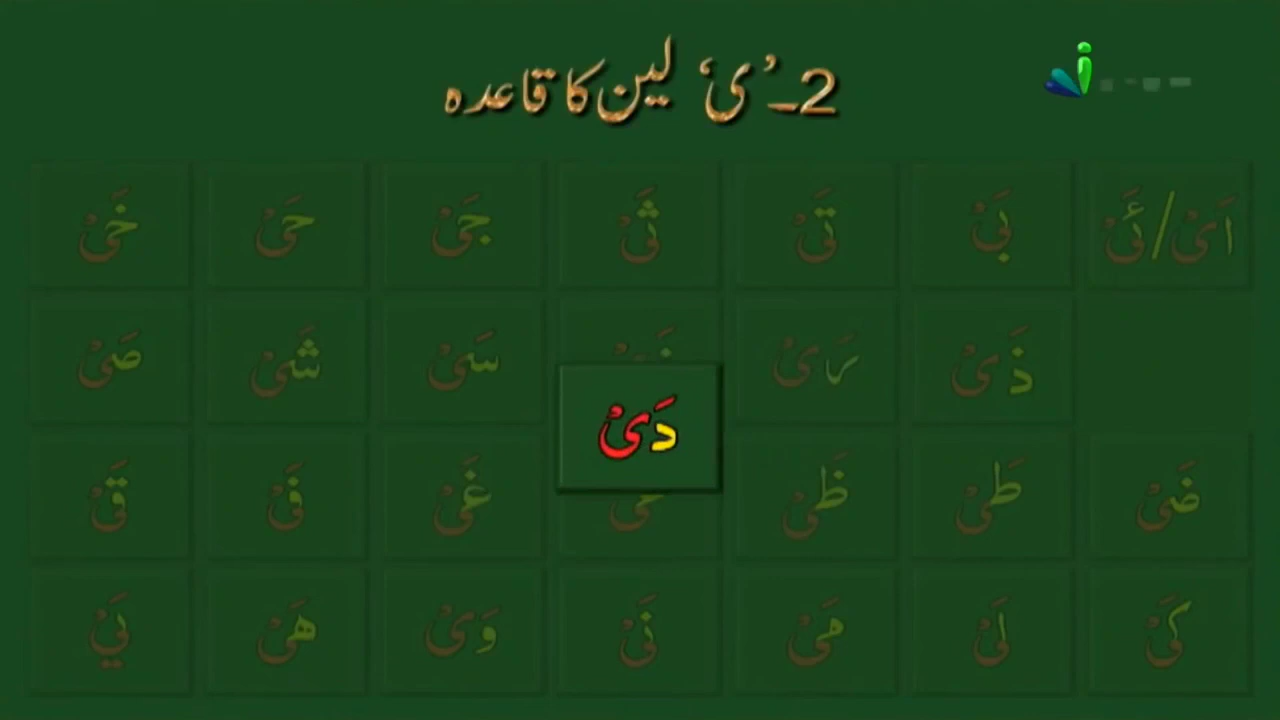 2۔ ’ی‘ لین کا قاعدہ
اَیْ/ئَیْ بَیْ تَیْ ثَیْ جَیْ حَیْ خَیْ
ذَیْ رَیْ سَیْ شَیْ صَیْ
دَیْ
ضَیْ طَیْ ظَیْ غَیْ فَیْ قَیْ
کَیْ لَیْ مَیْ نَیْ وَیْ ھَیْ یَيْ